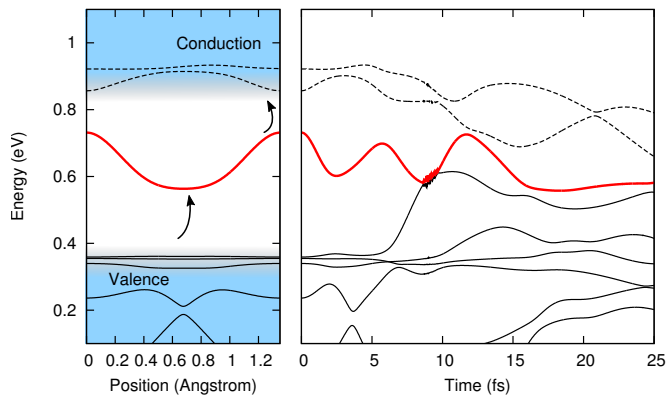 Conduction
Valence
Energy (eV)
1
0.8
0.6
0.4
0.2
0 0.2 0.4 0.6 0.8 1 1.2
Position (Angstrom)
0 5 10 15 20 25
Time (fs)